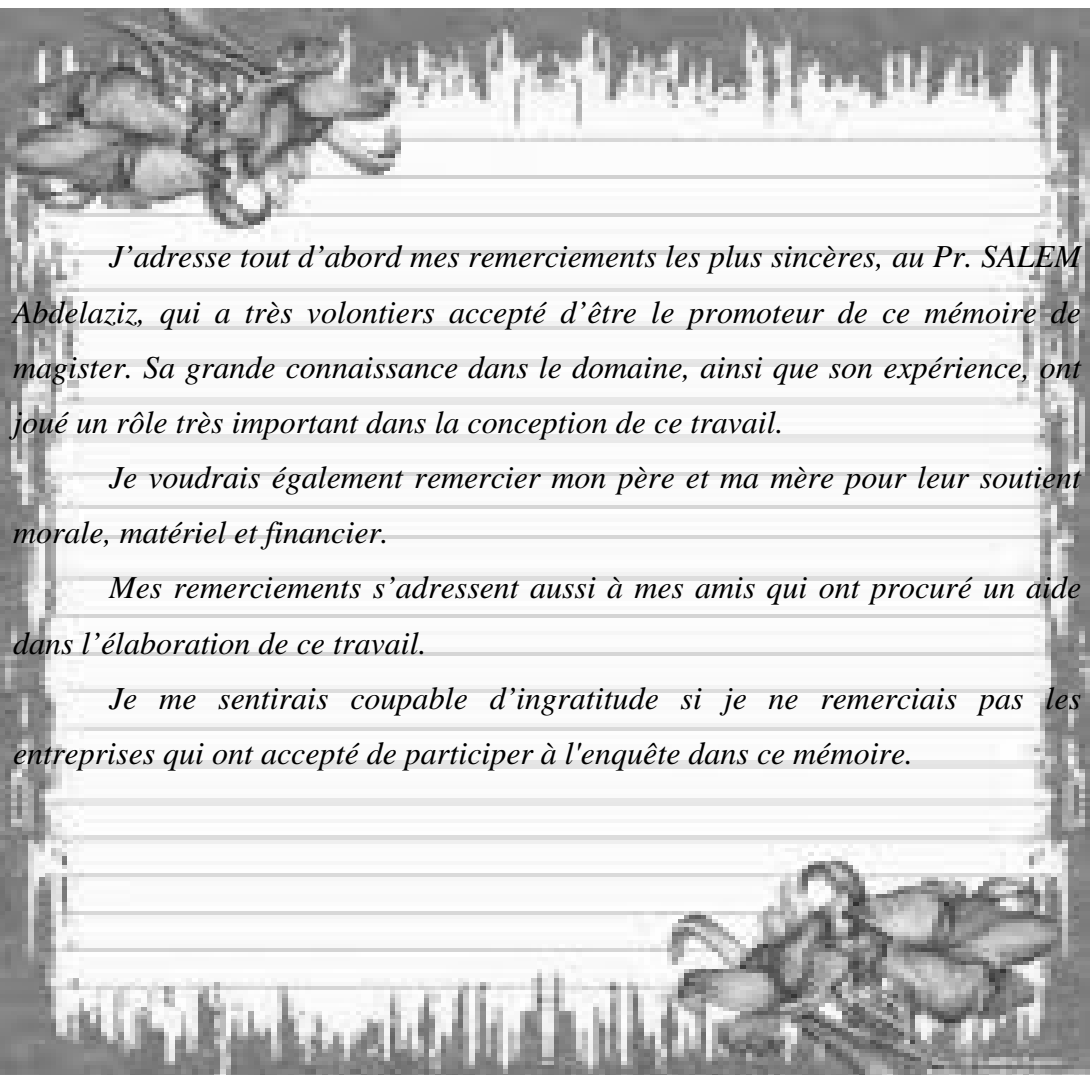 J’adresse tout d’abord mes remerciements les plus sincères, au Pr. SALEM
Abdelaziz, qui a très volontiers accepté d’être le promoteur de ce mémoire de
magister. Sa grande connaissance dans le domaine, ainsi que son expérience, ont
joué un rôle très important dans la conception de ce travail.
Je voudrais également remercier mon père et ma mère pour leur soutient
morale, matériel et financier.
Mes remerciements s’adressent aussi à mes amis qui ont procuré un aide
dans l’élaboration de ce travail.
Je me sentirais coupable d’ingratitude si je ne remerciais pas les
entreprises qui ont accepté de participer à l'enquête dans ce mémoire.